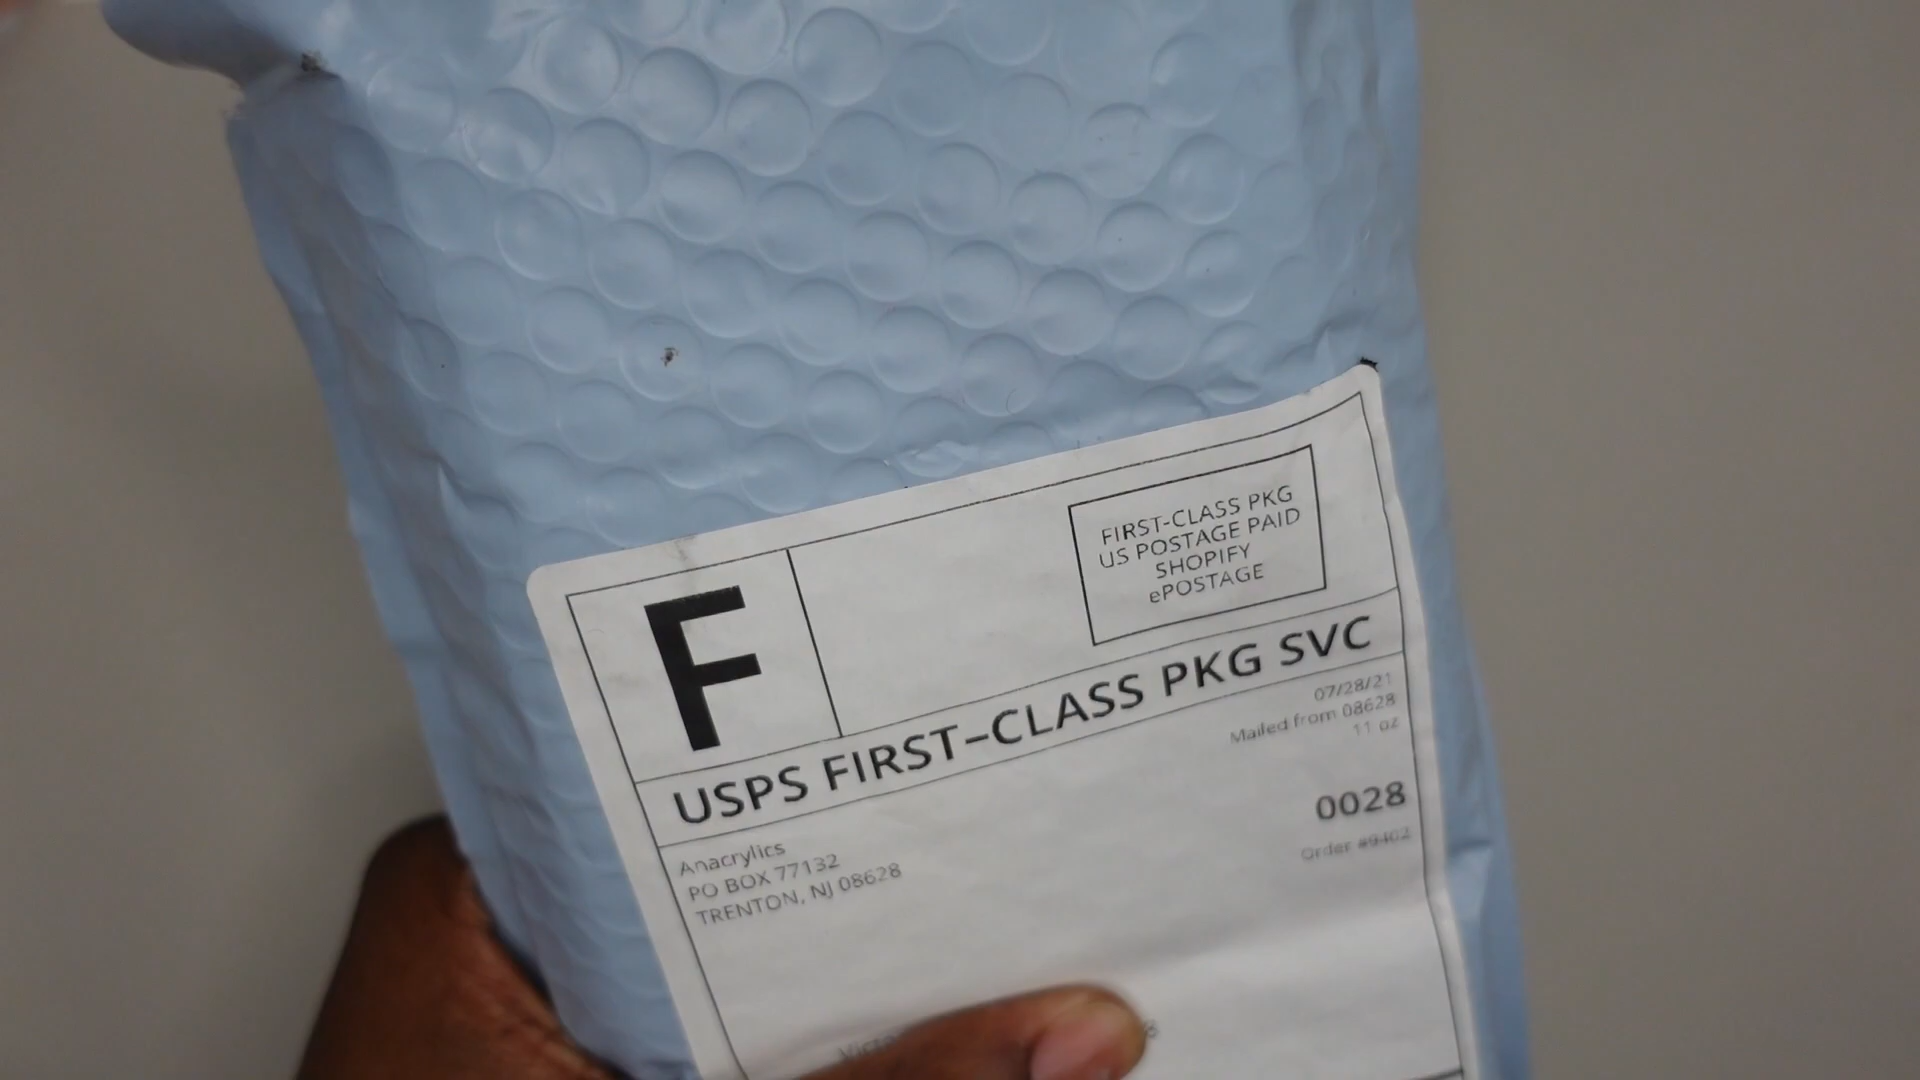 FIRST-CLASS PKG
US POSTAGE PAID
SHOPIFY
ePOSTAGE
F
USPS FIRST-CLASS PKG SVC
07/28/21
Mailed from 08628
11 oz
0028
Order #9402
Anacrylics
PO BOX 77132
TRENTON, NJ 08628